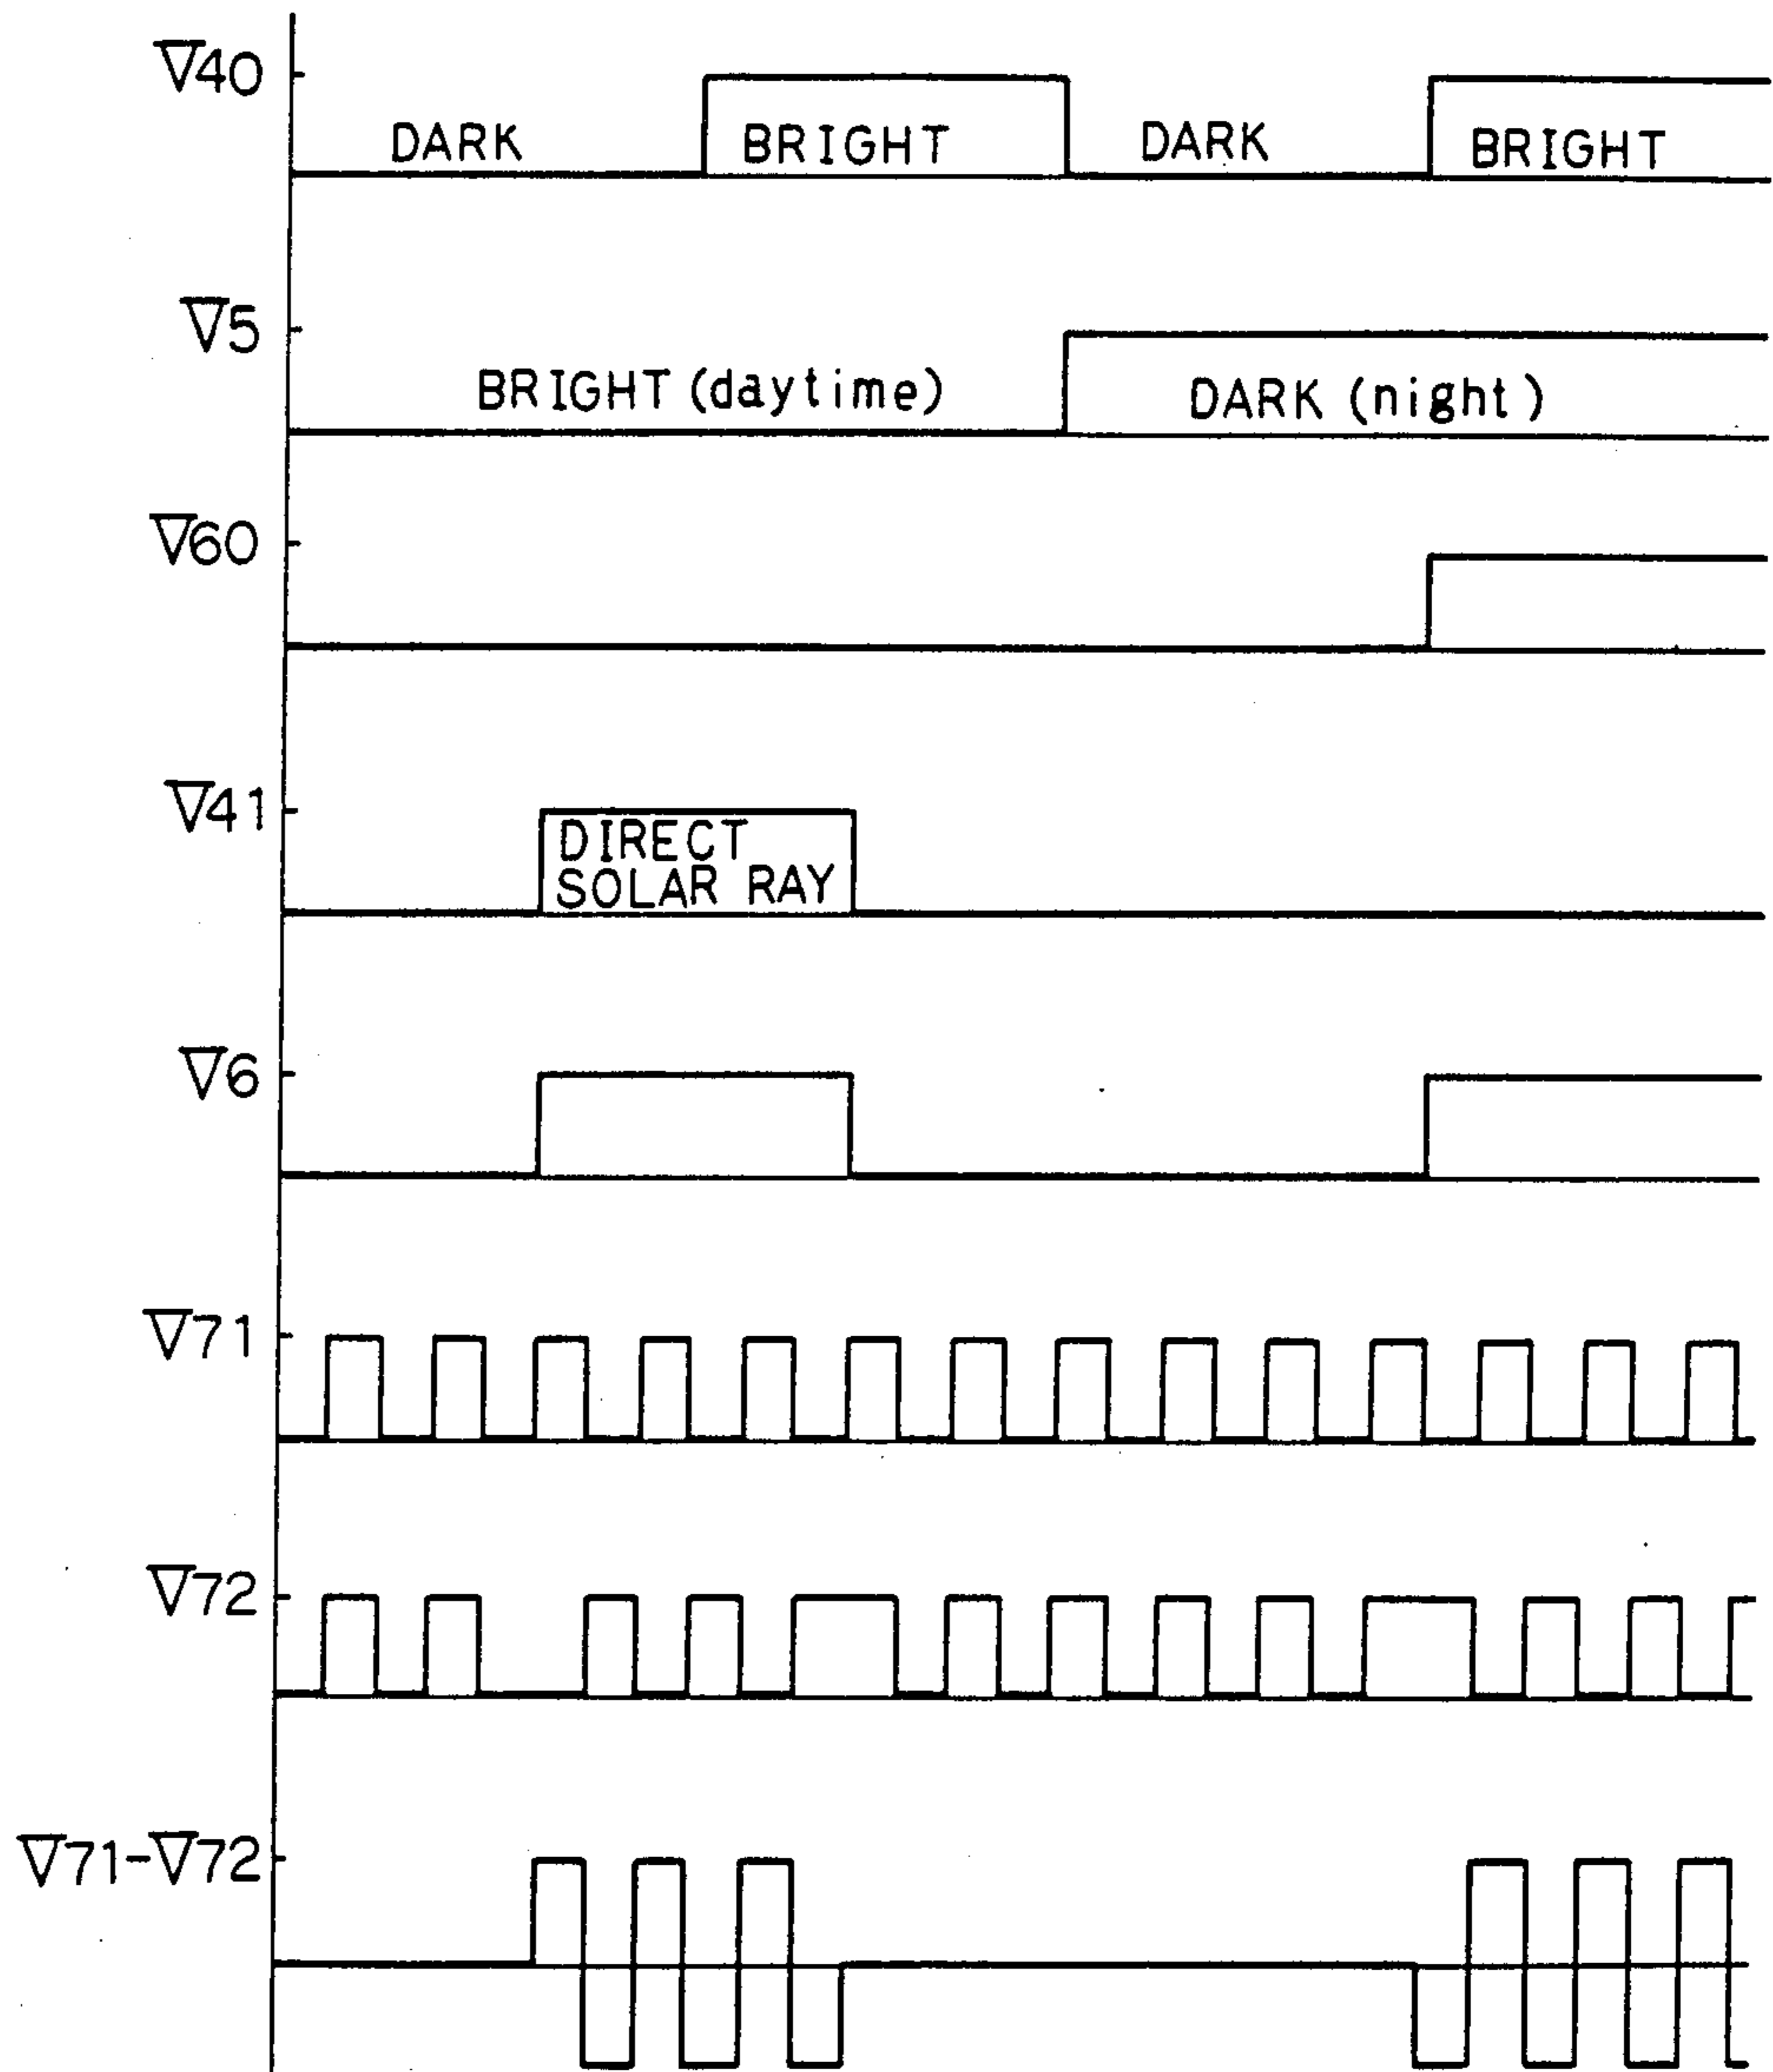 V40
DARK BRIGHT DARK BRIGHT
V5
BRIGHT (daytime) DARK (night)
V60
V41
DIRECT
SOLAR RAY
V6
V71
V72
V71-V72